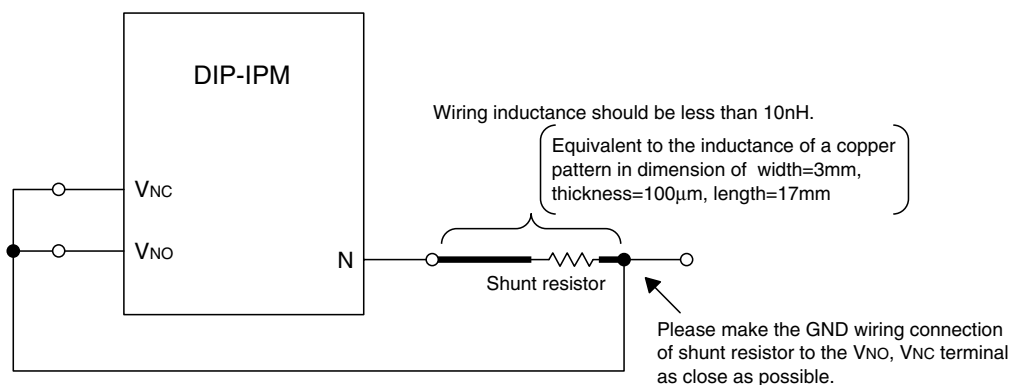 DIP-IPM
Wiring inductance should be less than 10nH.
Equivalent to the inductance of a copper
pattern in dimension of width=3mm,
thickness=100μm, length=17mm
VNC
VNO
N
Shunt resistor
Please make the GND wiring connection
of shunt resistor to the VNO, VNC terminal
as close as possible.